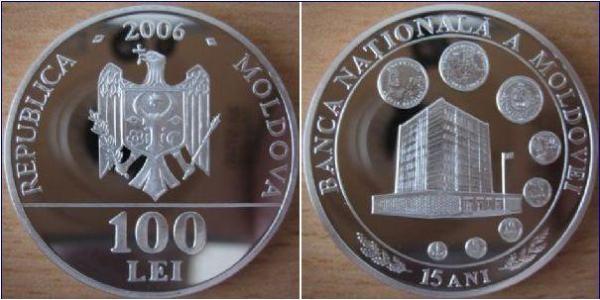 REPUBLICA
2006
MOLDOVA
100
LEI
BANCA NAȚIONALĂ A MOLDOVEI
15 ANI